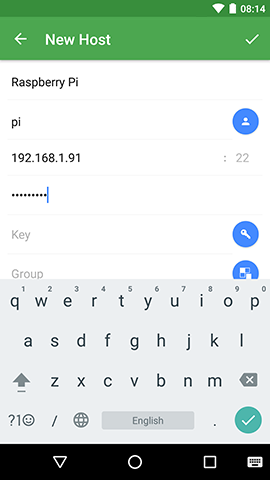 08:14
New Host
Raspberry Pi
pi
192.168.1.91 : 22
•••••••••
Key
Group
1 2 3 4 5 6 7 8 9 0
q w e r t y u i o p
a s d f g h j k l
z x c v b n m
?1☺ / English .